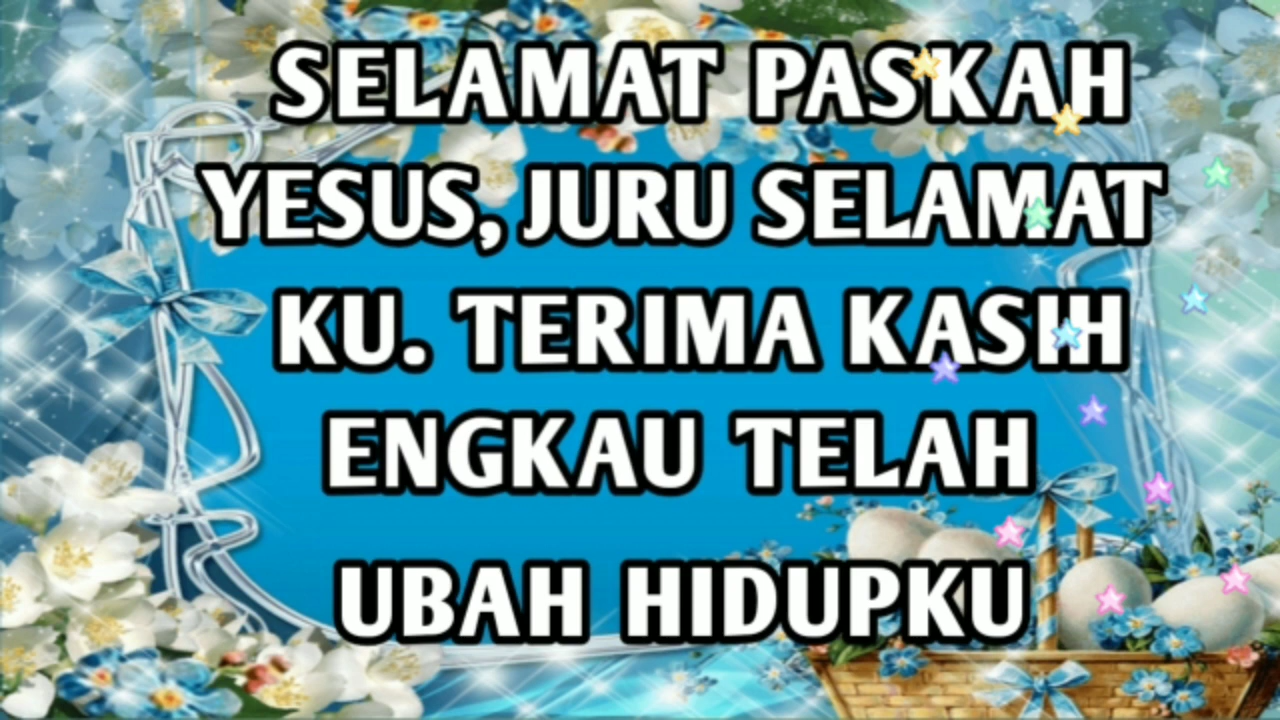 SELAMAT PASKAH
YESUS, JURU SELAMAT
KU. TERIMA KASIH
ENGKAU TELAH
UBAH HIDUPKU